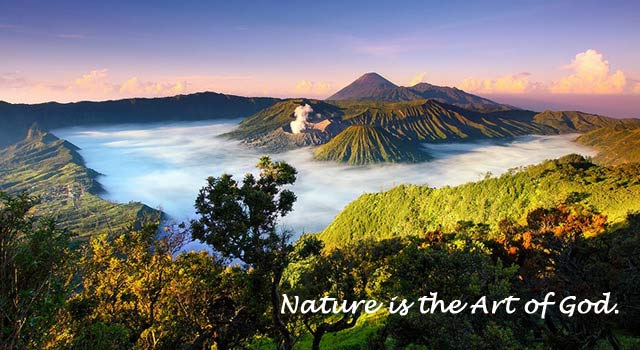 Nature is the Art of God.